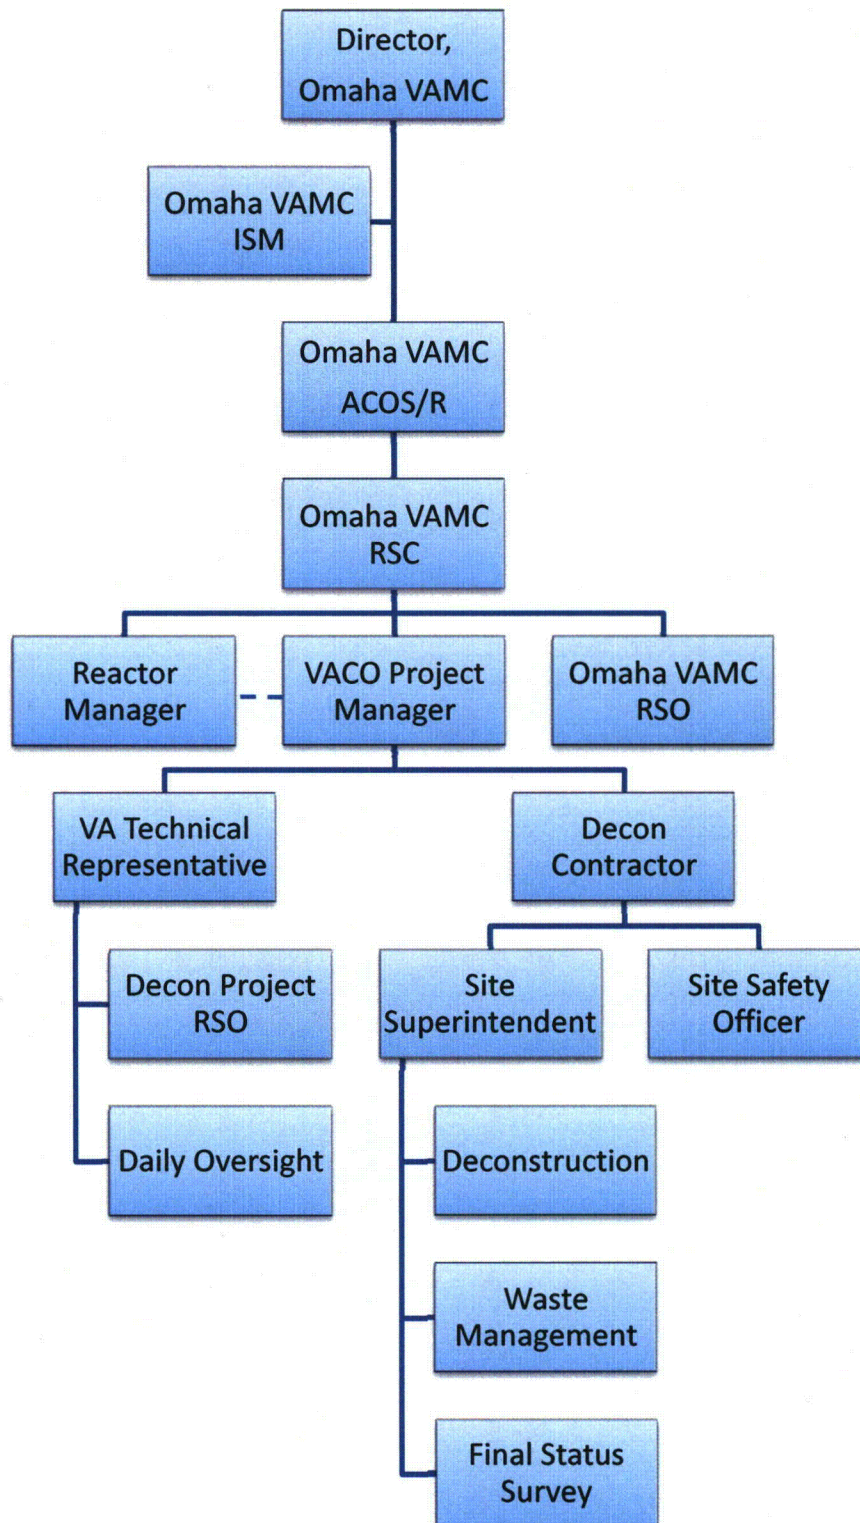 Director,
Omaha VAMC
Omaha VAMC
ISM
Omaha VAMC
ACOS/R
Omaha VAMC
RSC
Reactor
Manager
VACO Project
Manager
Omaha VAMC
RSO
VA Technical
Representative
Decon
Contractor
Decon Project
RSO
Site
Superintendent
Site Safety
Officer
Daily Oversight
Deconstruction
Waste
Management
Final Status
Survey